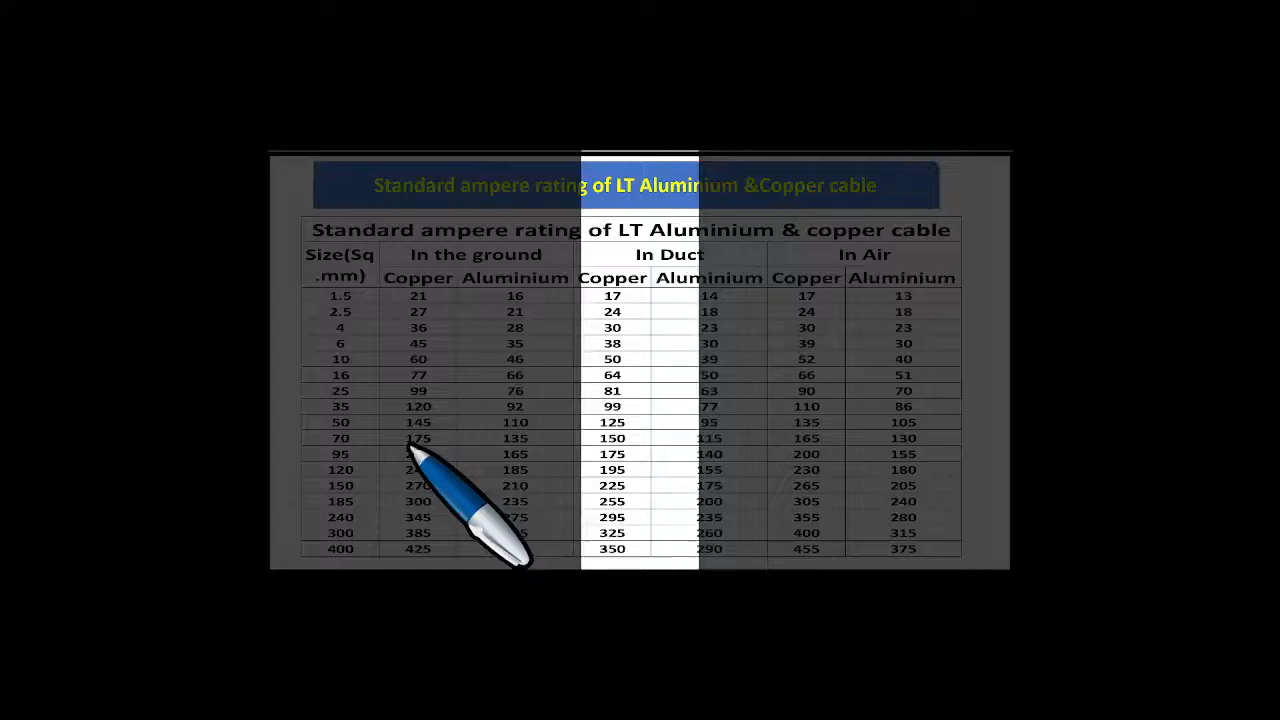 Standard ampere rating of LT Aluminium &Copper cable
Standard ampere rating of LT Aluminium & copper cable
Size(Sq .mm) In the ground In Duct In Air
Copper Aluminium Copper Aluminium Copper Aluminium
1.5 21 16 17 14 17 13
2.5 27 21 24 18 24 18
4 36 28 30 23 30 23
6 45 35 38 30 39 30
10 60 46 50 39 52 40
16 77 66 64 50 66 51
25 99 76 81 63 90 70
35 120 92 99 77 110 86
50 145 110 125 95 135 105
70 175 135 150 115 165 130
95 165 175 140 200 155
120 185 195 155 230 180
150 270 210 225 175 265 205
185 300 235 255 200 305 240
240 345 275 295 235 355 280
300 385 325 260 400 315
400 425 350 290 455 375